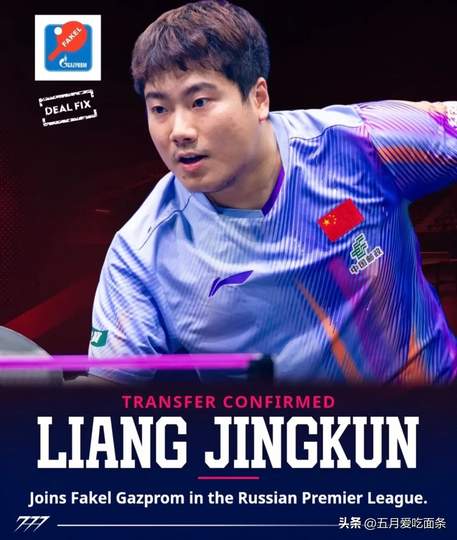 FAKEL
GAZPROM
DEAL FIX
中国邮政
TRANSFER CONFIRMED
LIANG JINGKUN
Joins Fakel Gazprom in the Russian Premier League.
777
头条 @五月爱吃面条